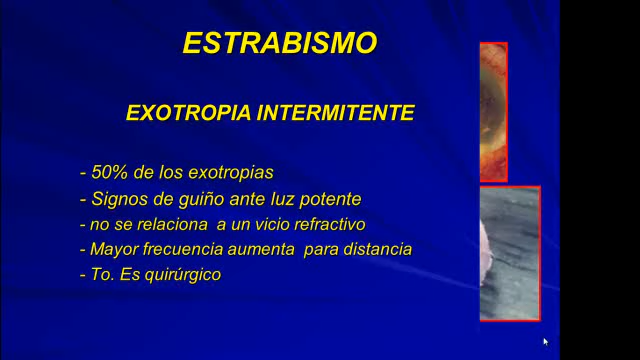 ESTRABISMO
EXOTROPIA INTERMITENTE
- 50% de los exotropias
- Signos de guiño ante luz potente
- no se relaciona a un vicio refractivo
- Mayor frecuencia aumenta para distancia
- To. Es quirúrgico